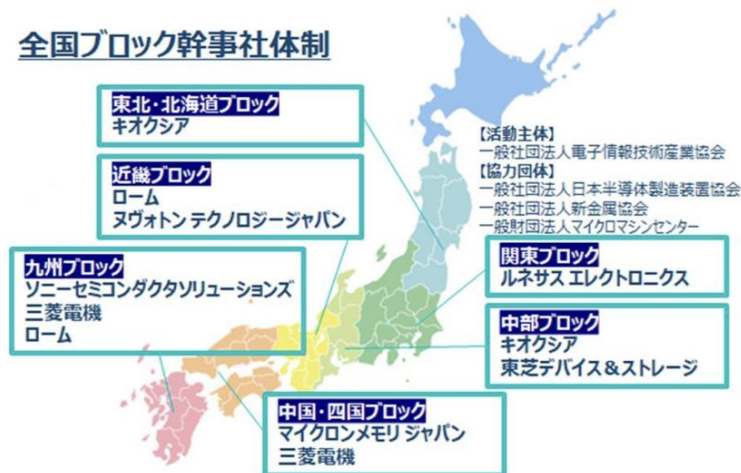 全国ブロック幹事社体制
東北・北海道ブロック
キオクシア
【活動主体】
一般社団法人電子情報技術産業協会
【協力団体】
一般社団法人日本半導体製造装置協会
一般社団法人新金属協会
一般財団法人マイクロマシンセンター
近畿ブロック
ローム
ヌヴォトン テクノロジージャパン
九州ブロック
ソニーセミコンダクタソリューションズ
三菱電機
ローム
関東ブロック
ルネサス エレクトロニクス
中部ブロック
キオクシア
東芝デバイス&ストレージ
中国・四国ブロック
マイクロンメモリ ジャパン
三菱電機